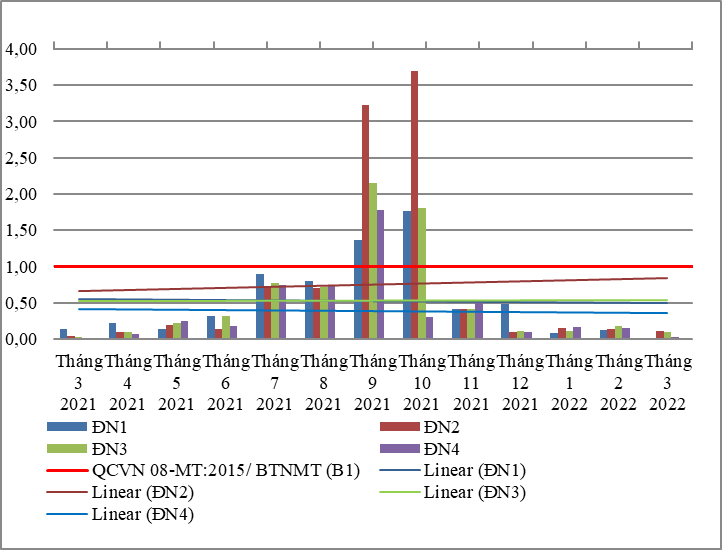 4,00
3,50
3,00
2,50
2,00
1,50
1,00
0,50
0,00
Tháng Tháng Tháng Tháng Tháng Tháng Tháng Tháng Tháng Tháng Tháng Tháng Tháng
3 4 5 6 7 8 9 10 11 12 1 2 3
2021 2021 2021 2021 2021 2021 2021 2021 2021 2021 2022 2022 2022
ĐN1 ĐN2
ĐN3 ĐN4
QCVN 08-MT:2015/ BTNMT (B1) Linear (ĐN1)
Linear (ĐN2) Linear (ĐN3)
Linear (ĐN4)